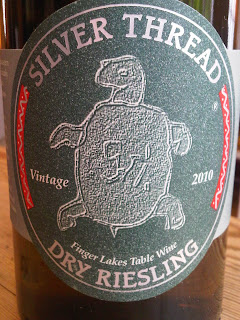 SILVER THREAD
Vintage
2010
Finger Lakes Table Wine
DRY RIESLING